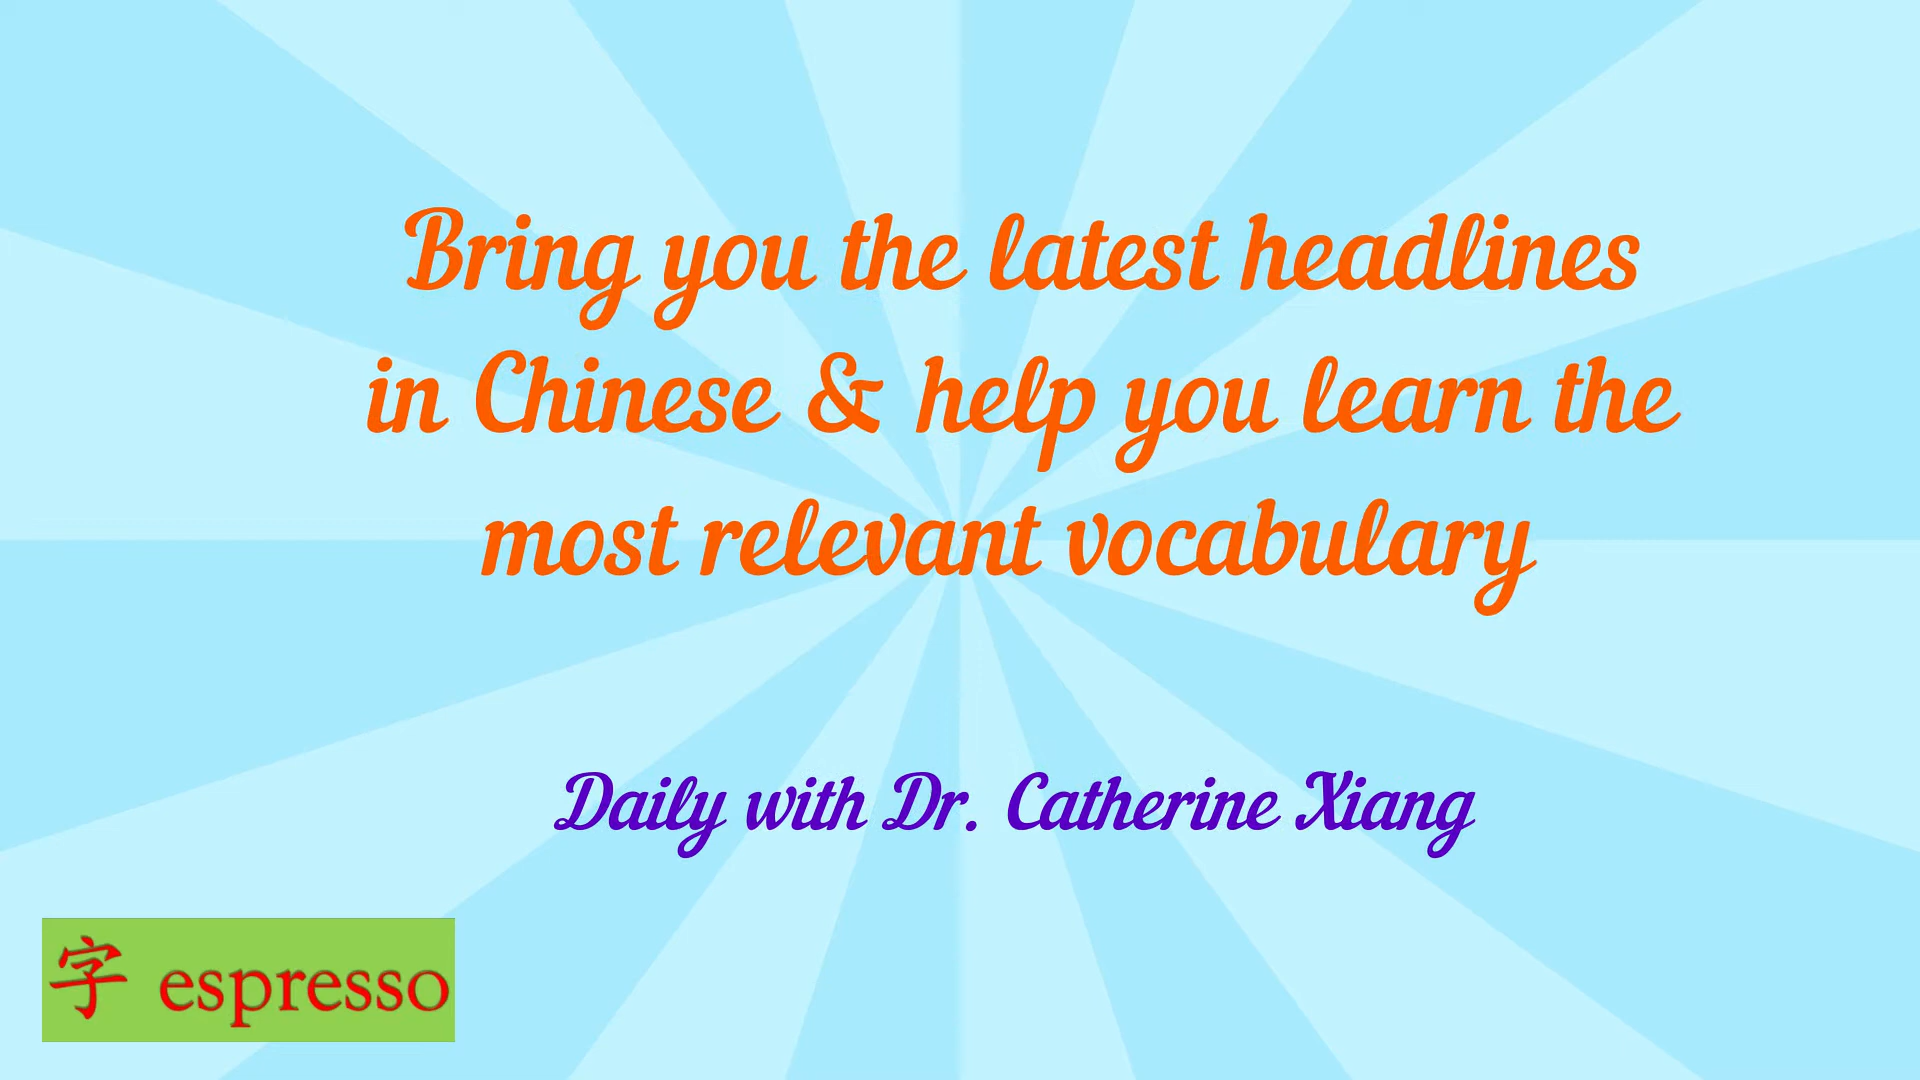 Bring you the latest headlines
in Chinese & help you learn the
most relevant vocabulary
Daily with Dr. Catherine Xiang
字 espresso